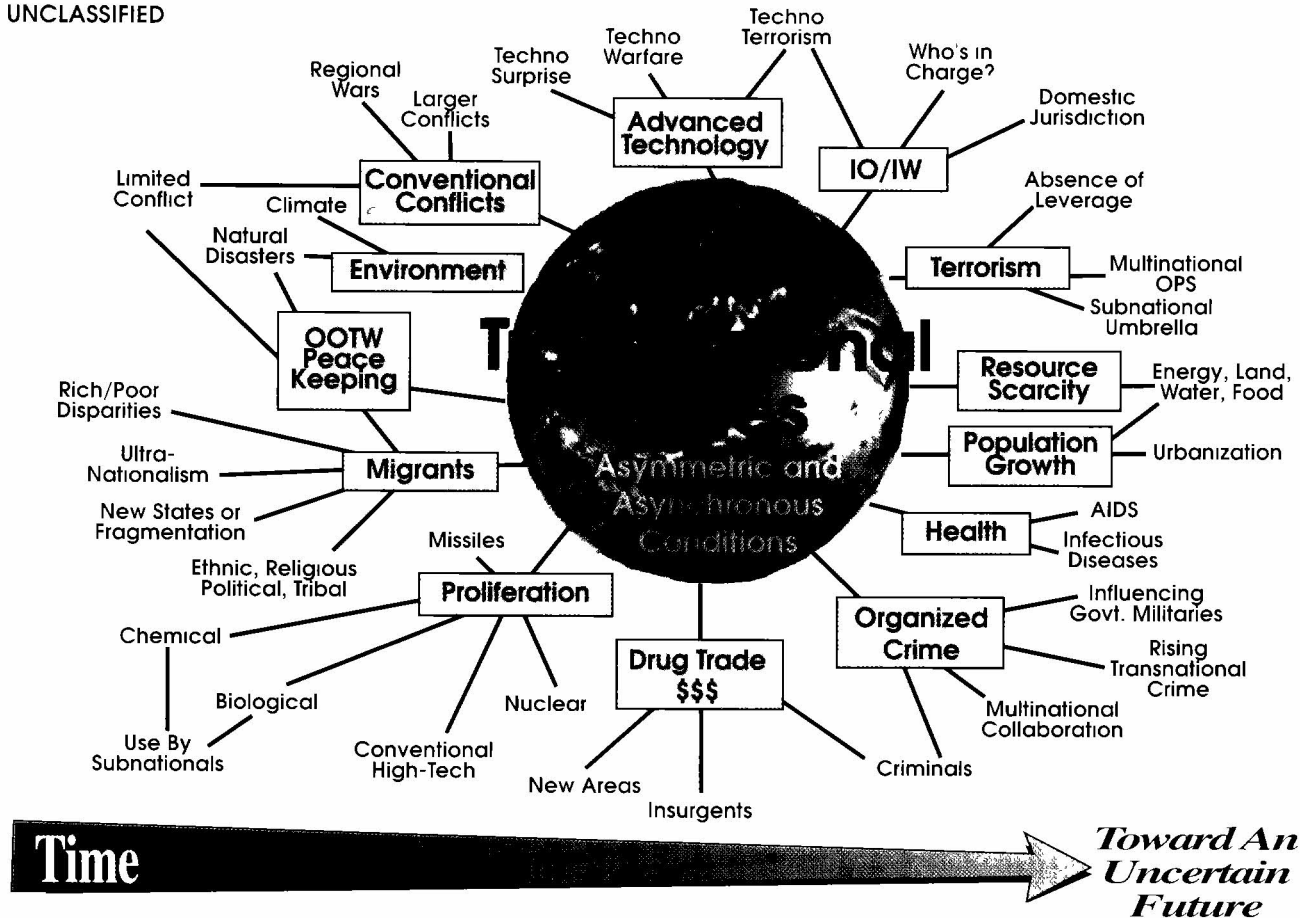 UNCLASSIFIED
Techno
Terrorism
Techno
Warfare
Techno
Surprise
Who's in
Charge?
Regional
Wars
Larger
Conflicts
Domestic
Jurisdiction
Advanced
Technology
IO/IW
Limited
Conflict
Conventional
Conflicts
Absence of
Leverage
Climate
Natural
Disasters
Environment
Terrorism
Multinational
OPS
Subnational
Umbrella
OOTW
Peace
Keeping
Resource
Scarcity
Energy, Land,
Water, Food
Rich/Poor
Disparities
Population
Growth
Urbanization
Ultra-
Nationalism
Migrants
Asymmetric and
Asynchronous
Conditions
New States or
Fragmentation
Health
AIDS
Infectious
Diseases
Ethnic, Religious
Political, Tribal
Missiles
Proliferation
Organized
Crime
Influencing
Govt. Militaries
Rising
Transnational
Crime
Multinational
Collaboration
Chemical
Biological
Use By
Subnationals
Nuclear
Conventional
High-Tech
Drug Trade
$$$
New Areas
Insurgents
Criminals
Time
Toward An
Uncertain
Future